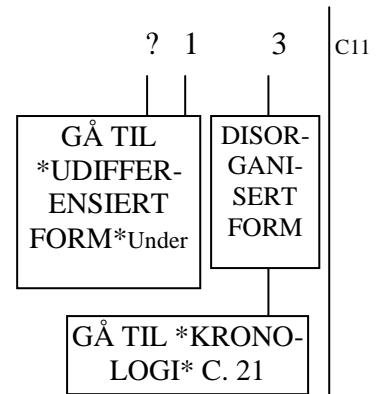 ? 1 3 C11
GÅ TIL
*UDIFFER-
ENSIERT
FORM*Under
DISOR-
GANI-
SERT
FORM
GÅ TIL *KRONO-
LOGI* C. 21